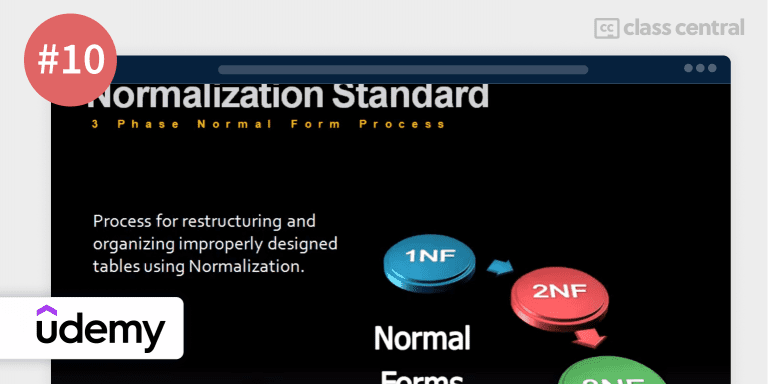 #10
cc class central
Normalization Standard
3 Phase Normal Form Process
Process for restructuring and
organizing improperly designed
tables using Normalization.
1NF
2NF
3NF
Normal
Forms
udemy